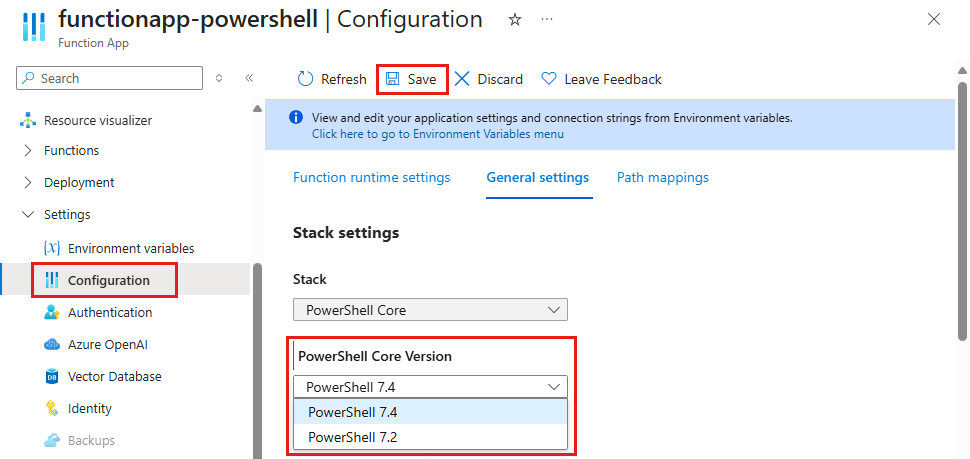 functionapp-powershell | Configuration
Function App
Search
Resource visualizer
Functions
Deployment
Settings
Environment variables
Configuration
Authentication
Azure OpenAI
Vector Database
Identity
Backups
Refresh
Save
Discard
Leave Feedback
View and edit your application settings and connection strings from Environment variables.
Click here to go to Environment Variables menu
Function runtime settings
General settings
Path mappings
Stack settings
Stack
PowerShell Core
PowerShell Core Version
PowerShell 7.4
PowerShell 7.4
PowerShell 7.2